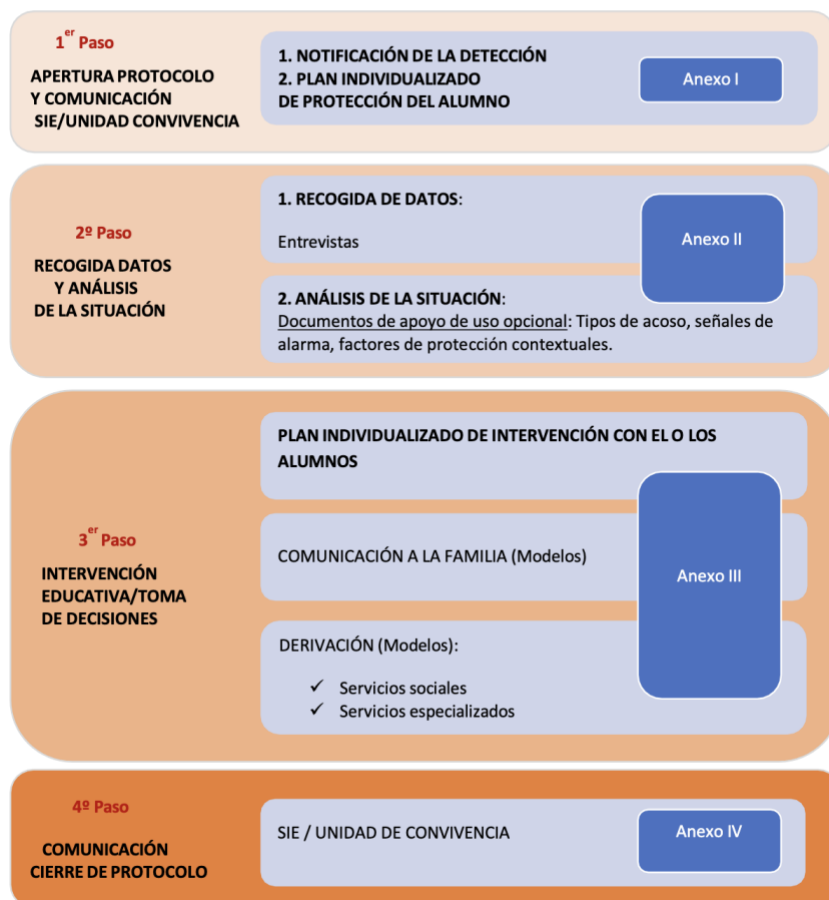 1er Paso
APERTURA PROTOCOLO
Y COMUNICACIÓN
SIE/UNIDAD CONVIVENCIA
1. NOTIFICACIÓN DE LA DETECCIÓN
2. PLAN INDIVIDUALIZADO
DE PROTECCIÓN DEL ALUMNO
Anexo I
2º Paso
RECOGIDA DATOS
Y ANÁLISIS
DE LA SITUACIÓN
1. RECOGIDA DE DATOS:
Entrevistas
Anexo II
2. ANÁLISIS DE LA SITUACIÓN:
Documentos de apoyo de uso opcional: Tipos de acoso, señales de
alarma, factores de protección contextuales.
3er Paso
INTERVENCIÓN
EDUCATIVA/TOMA
DE DECISIONES
PLAN INDIVIDUALIZADO DE INTERVENCIÓN CON EL O LOS
ALUMNOS
COMUNICACIÓN A LA FAMILIA (Modelos)
Anexo III
DERIVACIÓN (Modelos):
✓ Servicios sociales
✓ Servicios especializados
4º Paso
COMUNICACIÓN
CIERRE DE PROTOCOLO
SIE / UNIDAD DE CONVIVENCIA
Anexo IV